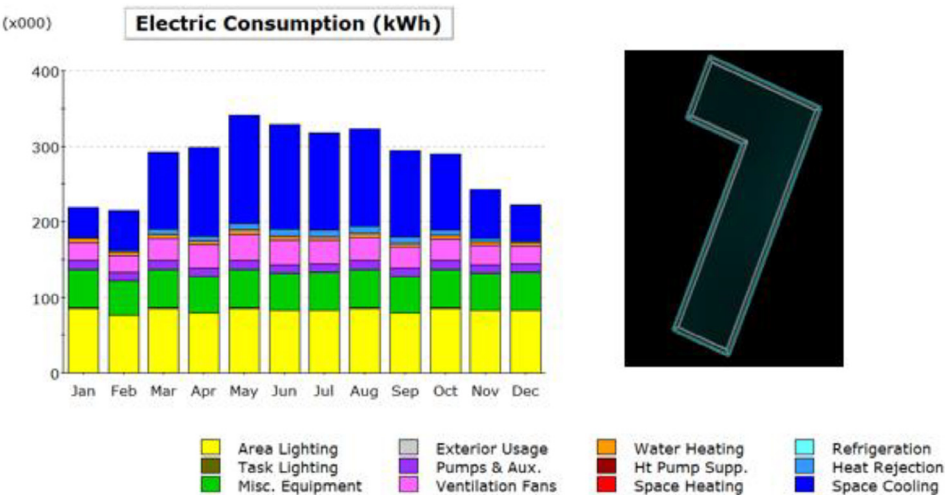 (x000)
Electric Consumption (kWh)
400
300
200
100
0
Jan Feb Mar Apr May Jun Jul Aug Sep Oct Nov Dec
Area Lighting Exterior Usage Water Heating Refrigeration
Task Lighting Pumps & Aux. Ht Pump Supp. Heat Rejection
Misc. Equipment Ventilation Fans Space Heating Space Cooling